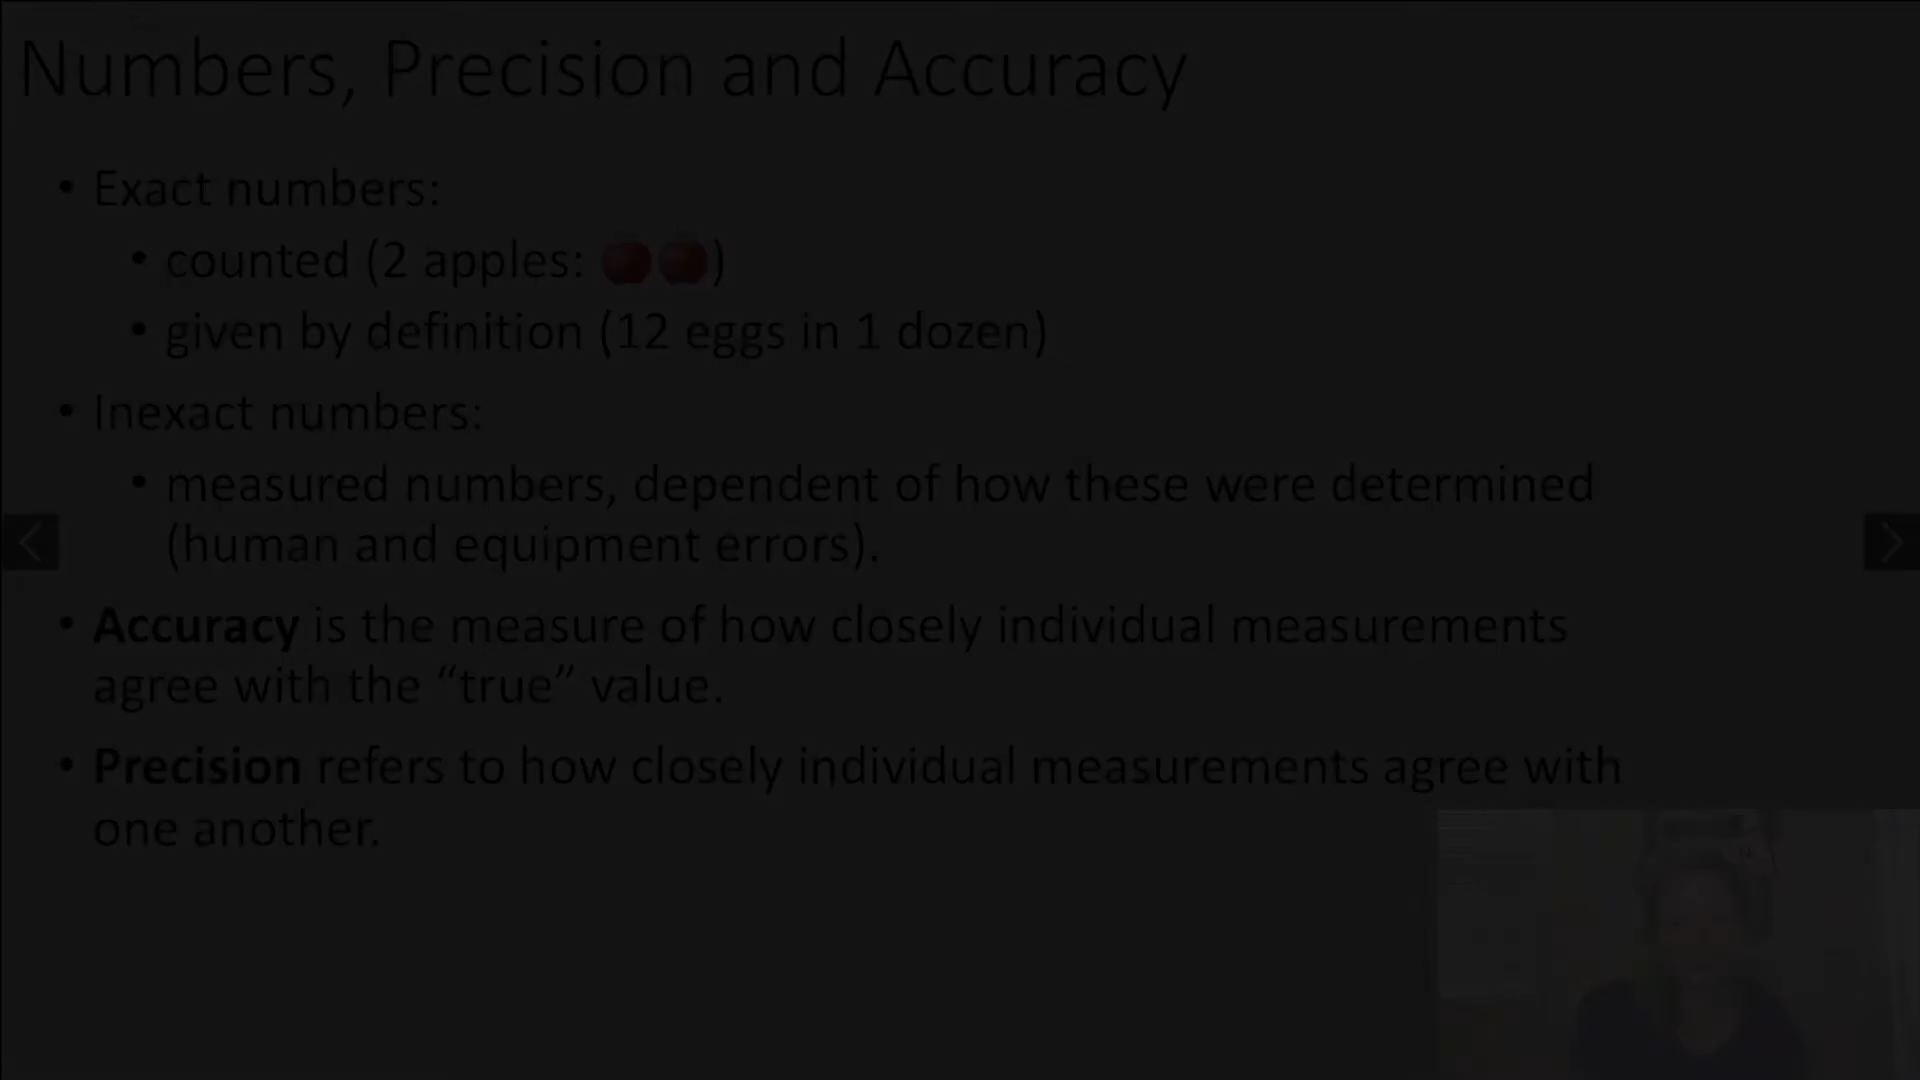 Numbers, Precision and Accuracy
• Exact numbers:
• counted (2 apples: 🍎🍎)
• given by definition (12 eggs in 1 dozen)
• Inexact numbers:
• measured numbers, dependent of how these were determined
(human and equipment errors).
• Accuracy is the measure of how closely individual measurements
agree with the “true” value.
• Precision refers to how closely individual measurements agree with
one another.